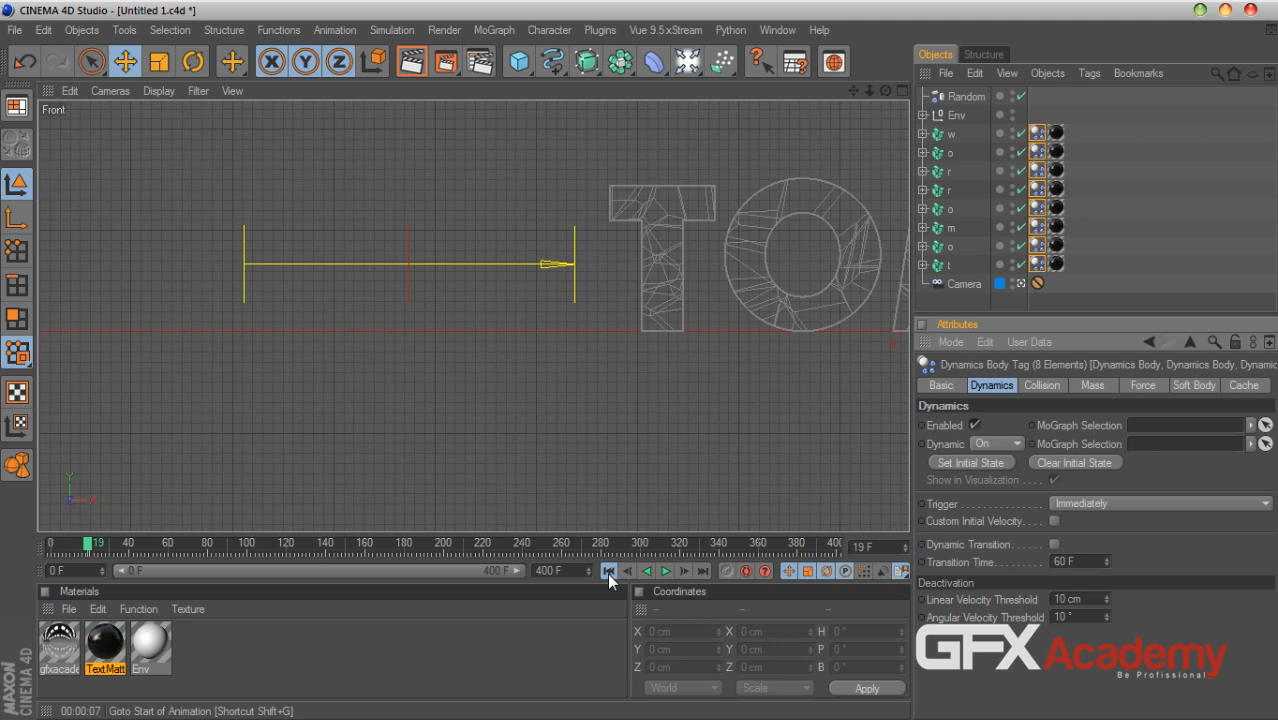 CINEMA 4D Studio - [Untitled 1.c4d *]
File Edit Objects Tools Selection Structure Functions Animation Simulation Render MoGraph Character Plugins Vue 9.5 xStream Python Window Help
Edit Cameras Display Filter View
Front
TO
Y
Z X
X
0 19 40 60 80 100 120 140 160 180 200 220 240 260 280 300 320 340 360 380 400
19 F
0 F
0 F
400 F
400 F
Materials
File Edit Function Texture
gfxacade
TextMatt
Env
Coordinates
-- -- --
X 0 cm X 0 cm H 0 °
Y 0 cm Y 0 cm P 0 °
Z 0 cm Z 0 cm B 0 °
World
Scale
Apply
MAXON
CINEMA 4D
00:00:07 Goto Start of Animation [Shortcut Shift+G]
Objects Structure
File Edit View Objects Tags Bookmarks
Random
Env
w
o
r
r
o
m
o
t
Camera
Attributes
Mode Edit User Data
Dynamics Body Tag (8 Elements) [Dynamics Body, Dynamics Body, Dynamic
Basic Dynamics Collision Mass Force Soft Body Cache
Dynamics
Enabled
MoGraph Selection
Dynamic On
MoGraph Selection
Set Initial State
Clear Initial State
Show in Visualization . . . .
Trigger . . . . . . . . . . . . . . . Immediately
Custom Initial Velocity. . .
Dynamic Transition. . . . . .
Transition Time. . . . . . . . 60 F
Deactivation
Linear Velocity Threshold 10 cm
Angular Velocity Threshold 10 °
GFXAcademy
Be Profissional